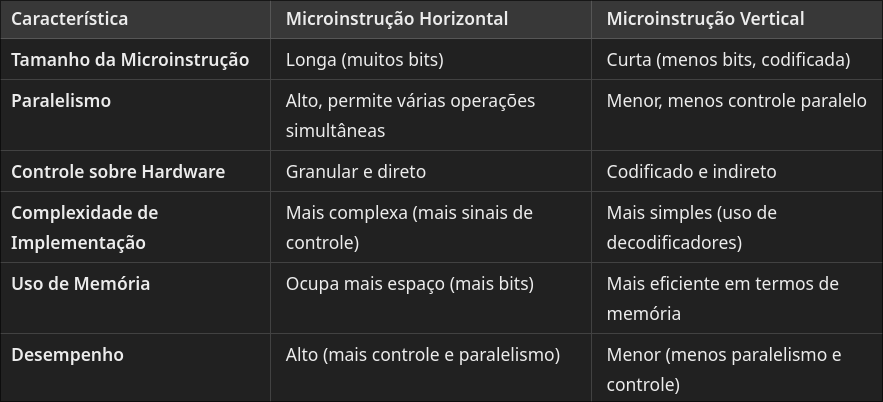 Característica Microinstrução Horizontal Microinstrução Vertical
Tamanho da Microinstrução Longa (muitos bits) Curta (menos bits, codificada)
Paralelismo Alto, permite várias operações Menor, menos controle paralelo
simultâneas
Controle sobre Hardware Granular e direto Codificado e indireto
Complexidade de Mais complexa (mais sinais de Mais simples (uso de
Implementação controle) decodificadores)
Uso de Memória Ocupa mais espaço (mais bits) Mais eficiente em termos de
memória
Desempenho Alto (mais controle e paralelismo) Menor (menos paralelismo e
controle)